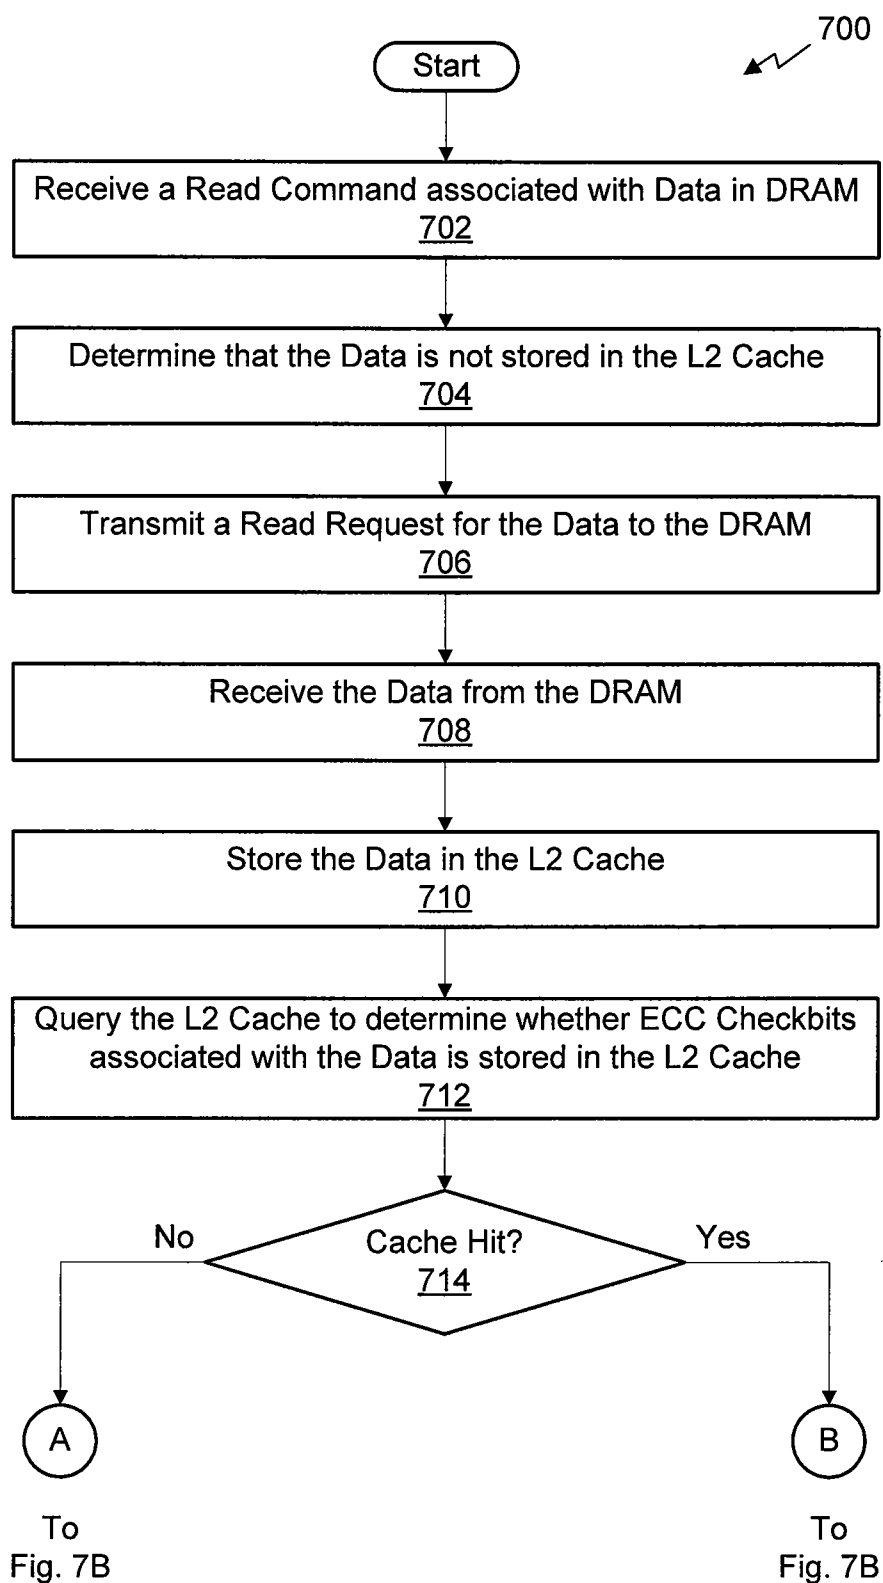 700
Start
Receive a Read Command associated with Data in DRAM
702
Determine that the Data is not stored in the L2 Cache
704
Transmit a Read Request for the Data to the DRAM
706
Receive the Data from the DRAM
708
Store the Data in the L2 Cache
710
Query the L2 Cache to determine whether ECC Checkbits
associated with the Data is stored in the L2 Cache
712
No
Cache Hit?
Yes
714
A
B
To
Fig. 7B
To
Fig. 7B